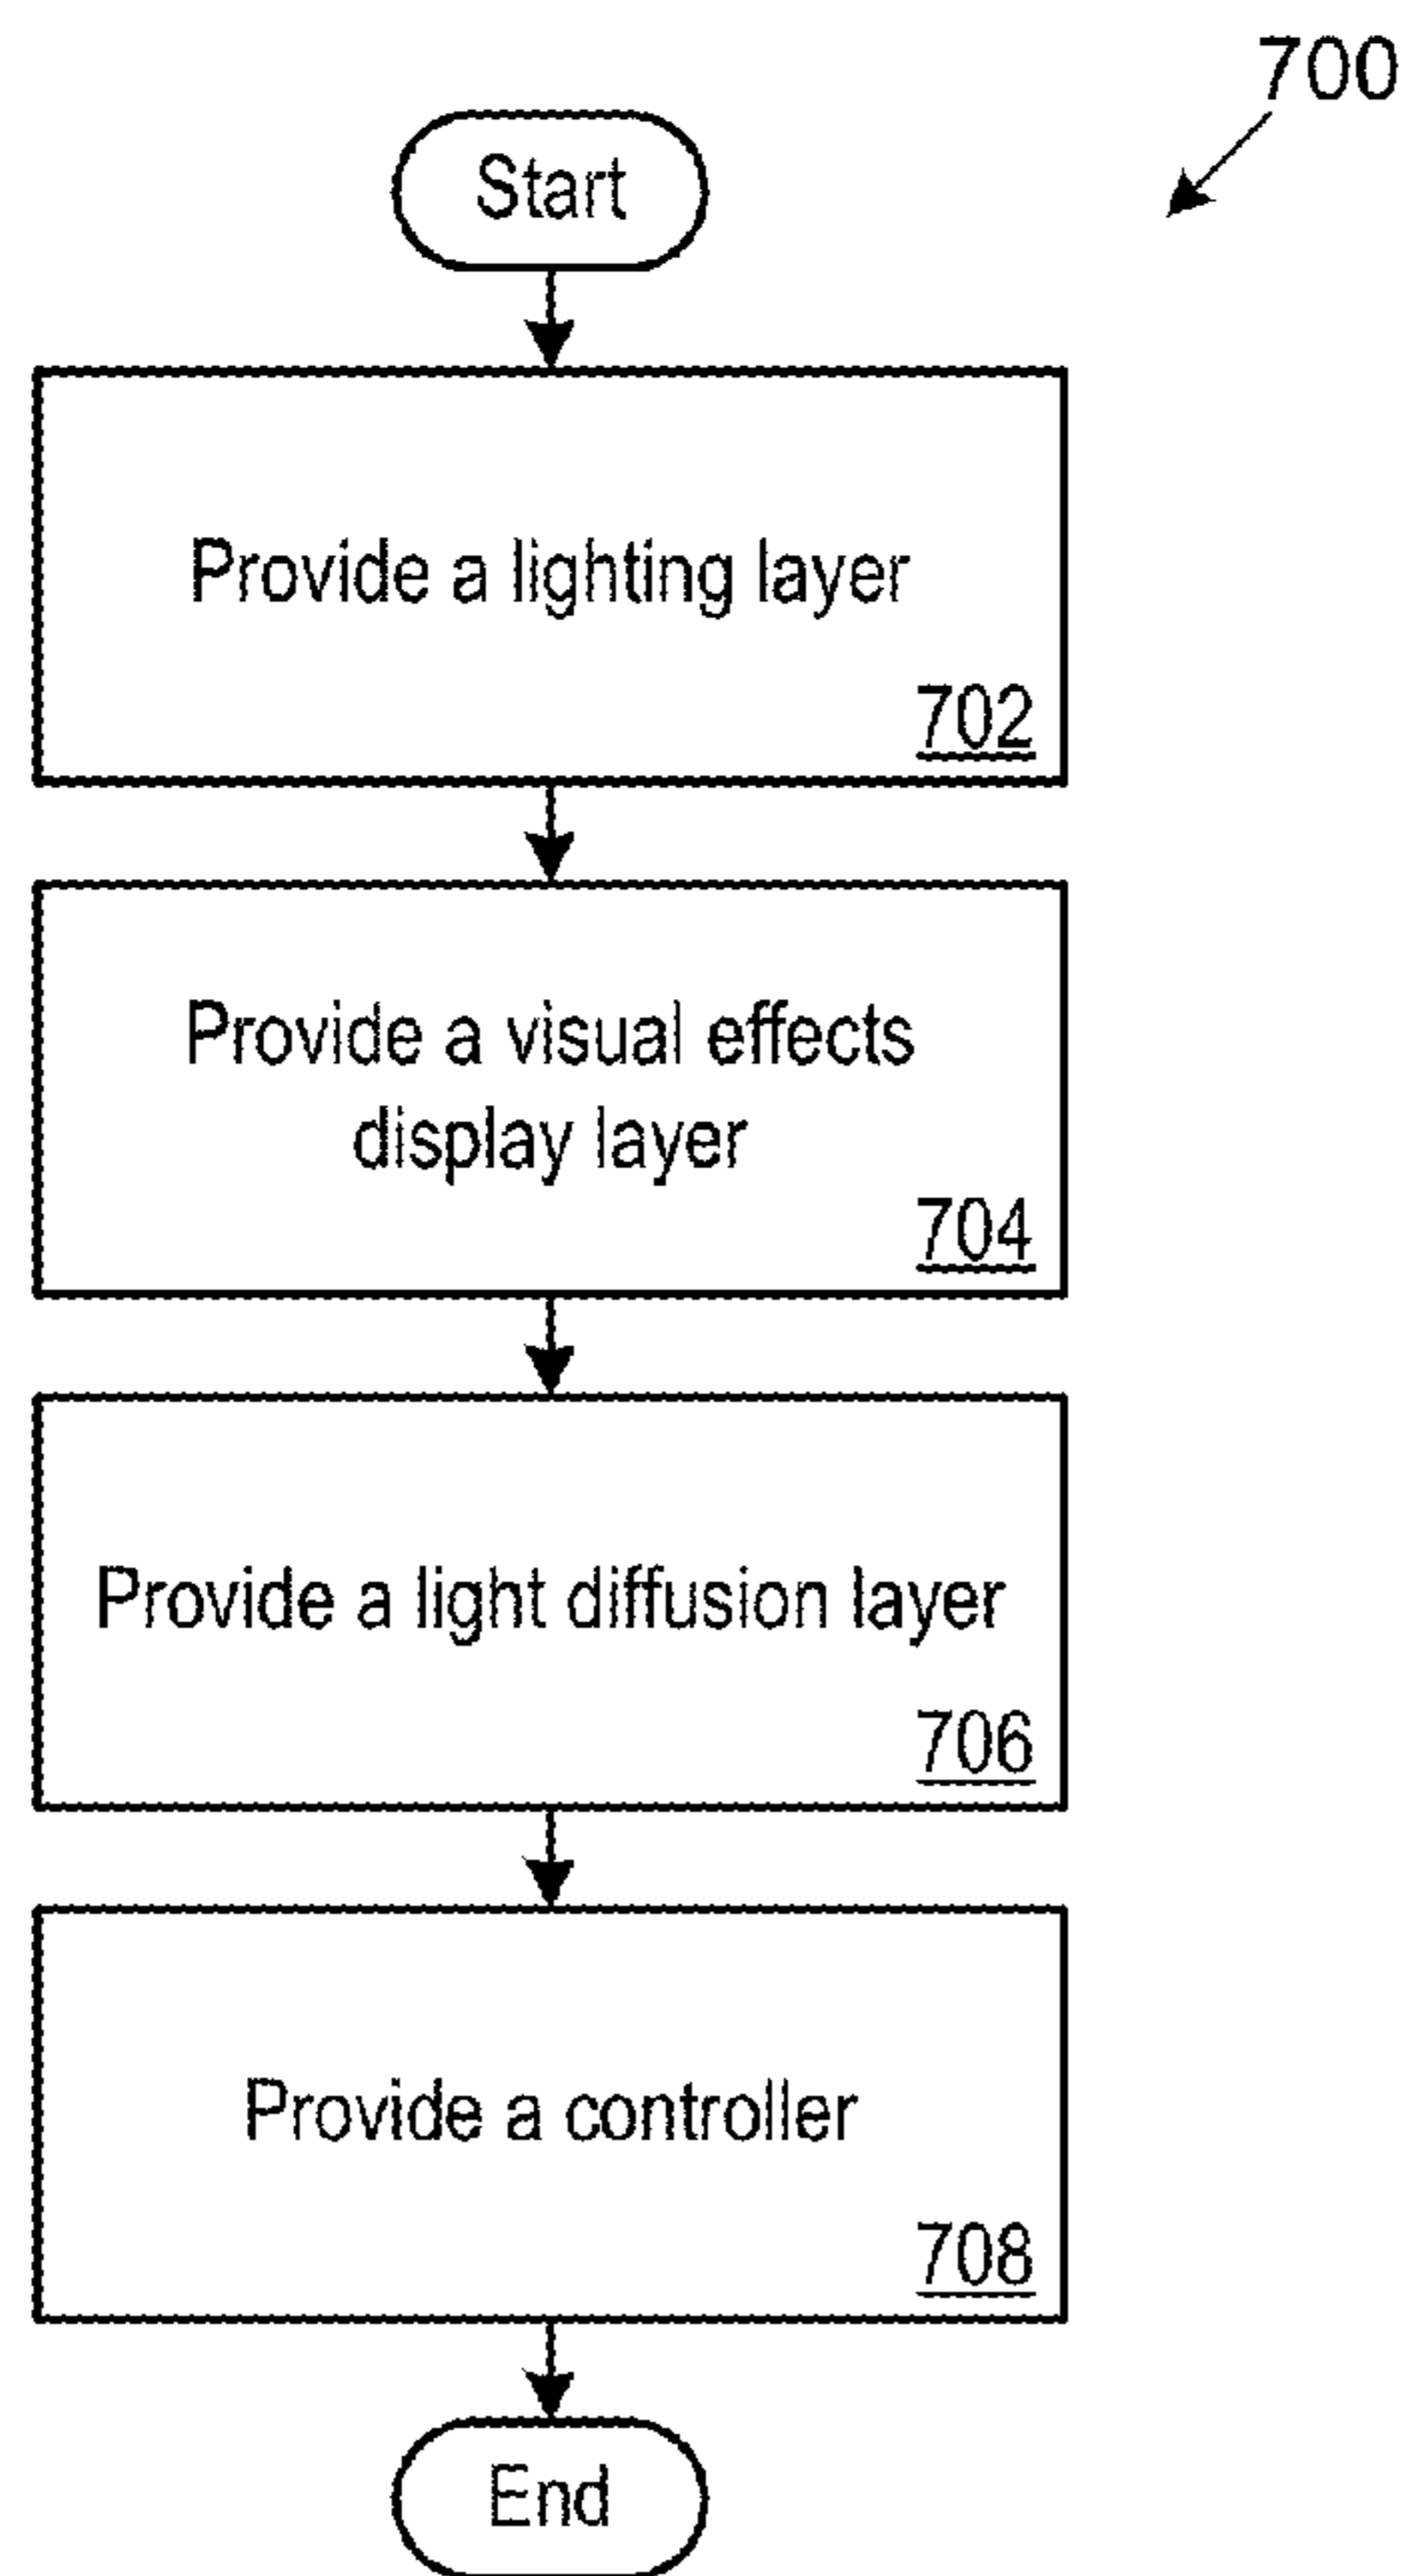 700
Start
Provide a lighting layer
702
Provide a visual effects
display layer
704
Provide a light diffusion layer
706
Provide a controller
708
End